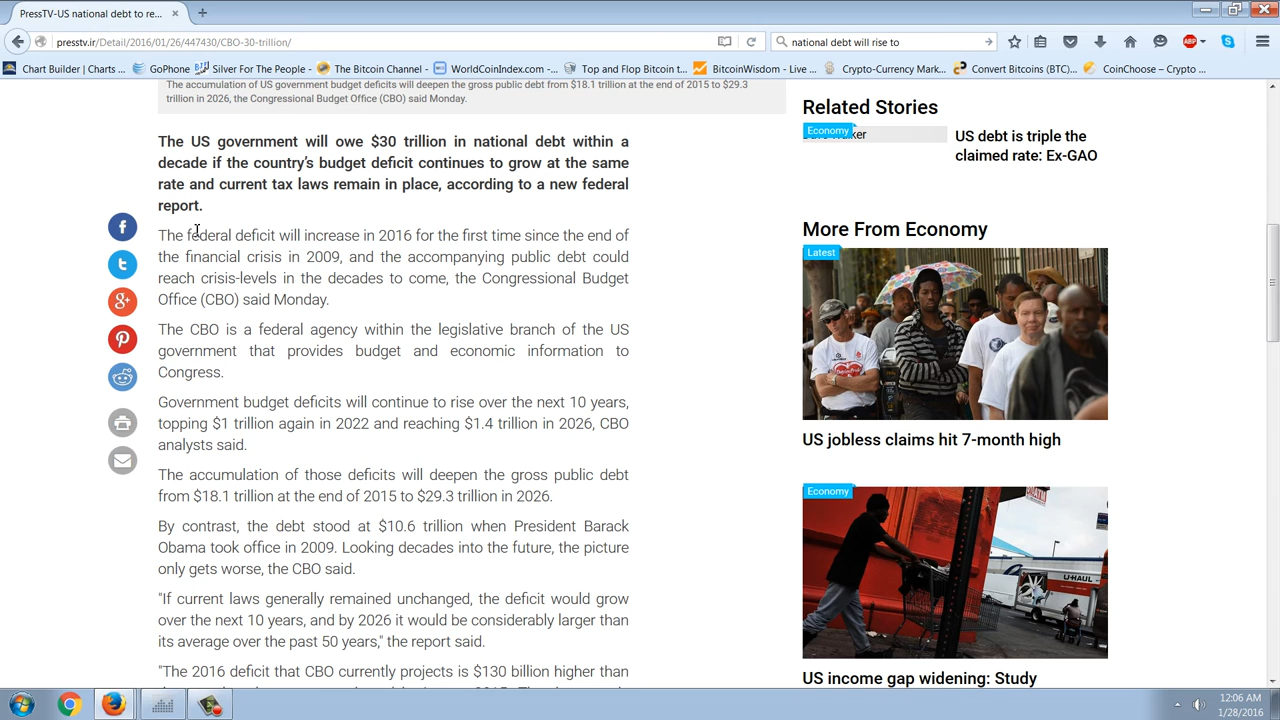 PressTV-US national debt to re...
presstv.ir/Detail/2016/01/26/447430/CBO-30-trillion/
national debt will rise to
ABP
Chart Builder | Charts ...
GoPhone
Silver For The People - ...
The Bitcoin Channel - ...
WorldCoinIndex.com - ...
Top and Flop Bitcoin t...
BitcoinWisdom - Live ...
Crypto-Currency Mark...
Convert Bitcoins (BTC)...
CoinChoose – Crypto ...
The accumulation of US government budget deficits will deepen the gross public debt from $18.1 trillion at the end of 2015 to $29.3
trillion in 2026, the Congressional Budget Office (CBO) said Monday.
The US government will owe $30 trillion in national debt within a
decade if the country's budget deficit continues to grow at the same
rate and current tax laws remain in place, according to a new federal
report.
The federal deficit will increase in 2016 for the first time since the end of
the financial crisis in 2009, and the accompanying public debt could
reach crisis-levels in the decades to come, the Congressional Budget
Office (CBO) said Monday.
The CBO is a federal agency within the legislative branch of the US
government that provides budget and economic information to
Congress.
Government budget deficits will continue to rise over the next 10 years,
topping $1 trillion again in 2022 and reaching $1.4 trillion in 2026, CBO
analysts said.
The accumulation of those deficits will deepen the gross public debt
from $18.1 trillion at the end of 2015 to $29.3 trillion in 2026.
By contrast, the debt stood at $10.6 trillion when President Barack
Obama took office in 2009. Looking decades into the future, the picture
only gets worse, the CBO said.
"If current laws generally remained unchanged, the deficit would grow
over the next 10 years, and by 2026 it would be considerably larger than
its average over the past 50 years," the report said.
"The 2016 deficit that CBO currently projects is $130 billion higher than
Related Stories
Economy
Walker
US debt is triple the
claimed rate: Ex-GAO
More From Economy
Latest
US jobless claims hit 7-month high
Economy
U-HAUL
US income gap widening: Study
12:06 AM
1/28/2016